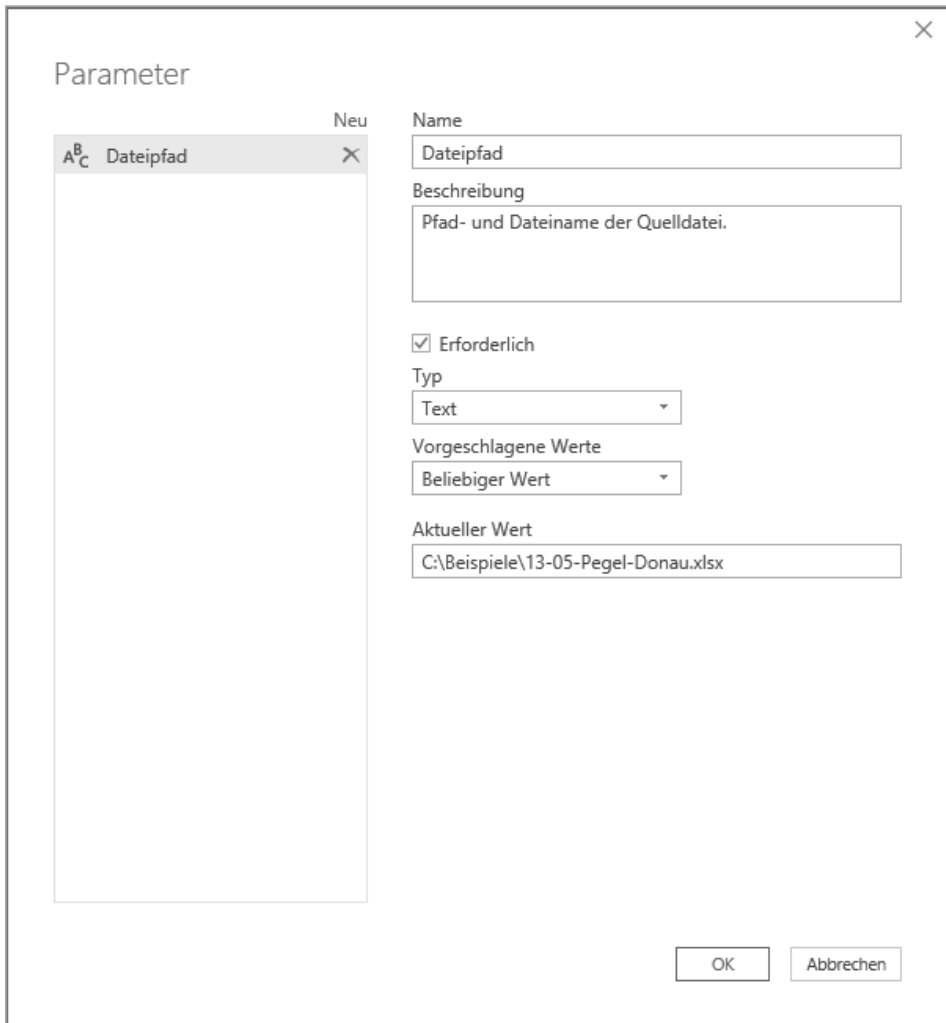 Parameter
Neu
ABC Dateipfad
Name
Dateipfad
Beschreibung
Pfad- und Dateiname der Quelldatei.
Erforderlich
Typ
Text
Vorgeschlagene Werte
Beliebiger Wert
Aktueller Wert
C:\Beispiele\13-05-Pegel-Donau.xlsx
OK
Abbrechen